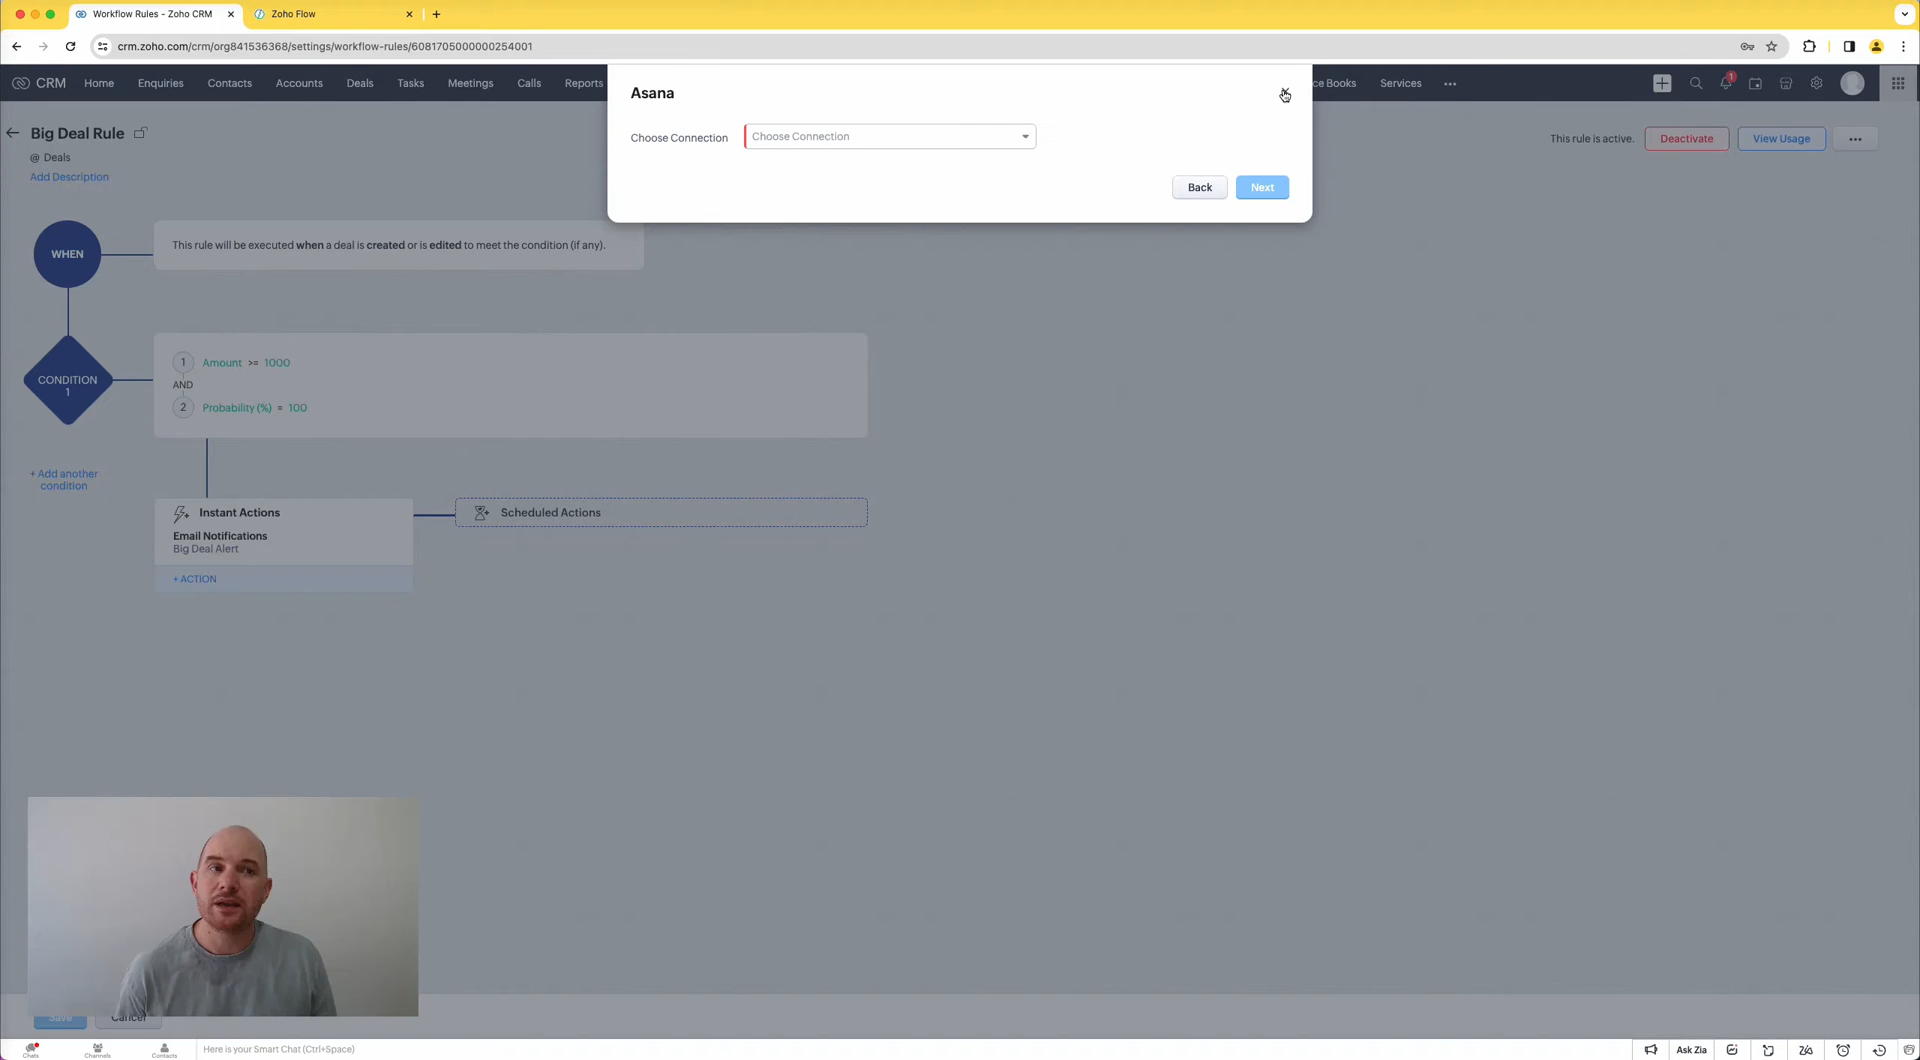 Workflow Rules - Zoho CRM
Zoho Flow
crm.zoho.com/crm/org841536368/settings/workflow-rules/6081705000000254001
CRM Home Enquiries Contacts Accounts Deals Tasks Meetings Calls Reports ce Books Services
1
Asana
Choose Connection Choose Connection
Back Next
Big Deal Rule
@ Deals
Add Description
This rule is active. Deactivate View Usage
WHEN
This rule will be executed when a deal is created or is edited to meet the condition (if any).
CONDITION
1
1 Amount >= 1000
AND
2 Probability (%) = 100
+ Add another
condition
Instant Actions
Email Notifications
Big Deal Alert
+ ACTION
Scheduled Actions
Save Cancel
Chats Channels Contacts Here is your Smart Chat (Ctrl+Space)
Ask Zia